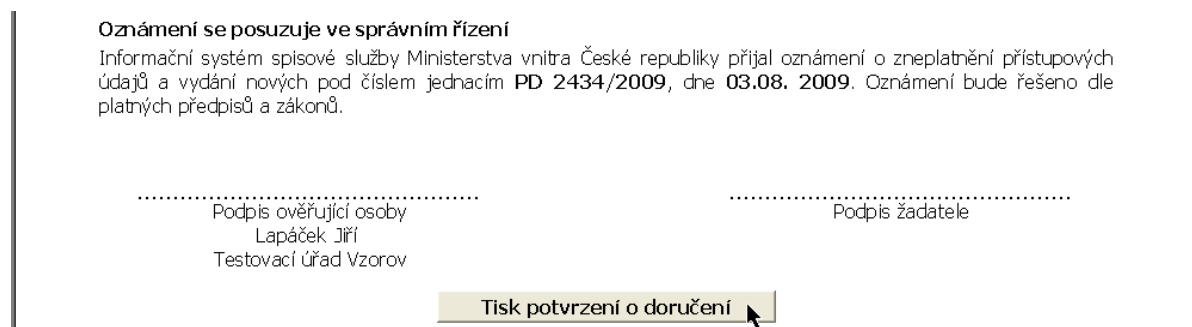 Oznámení se posuzuje ve správním řízení
Informační systém spisové služby Ministerstva vnitra České republiky přijal oznámení o zneplatnění přístupových
údajů a vydání nových pod číslem jednacím PD 2434/2009, dne 03.08. 2009. Oznámení bude řešeno dle
platných předpisů a zákonů.
................................................. .................................................
Podpis ověřující osoby Podpis žadatele
Lapáček Jiří
Testovací úřad Vzorov
Tisk potvrzení o doručení